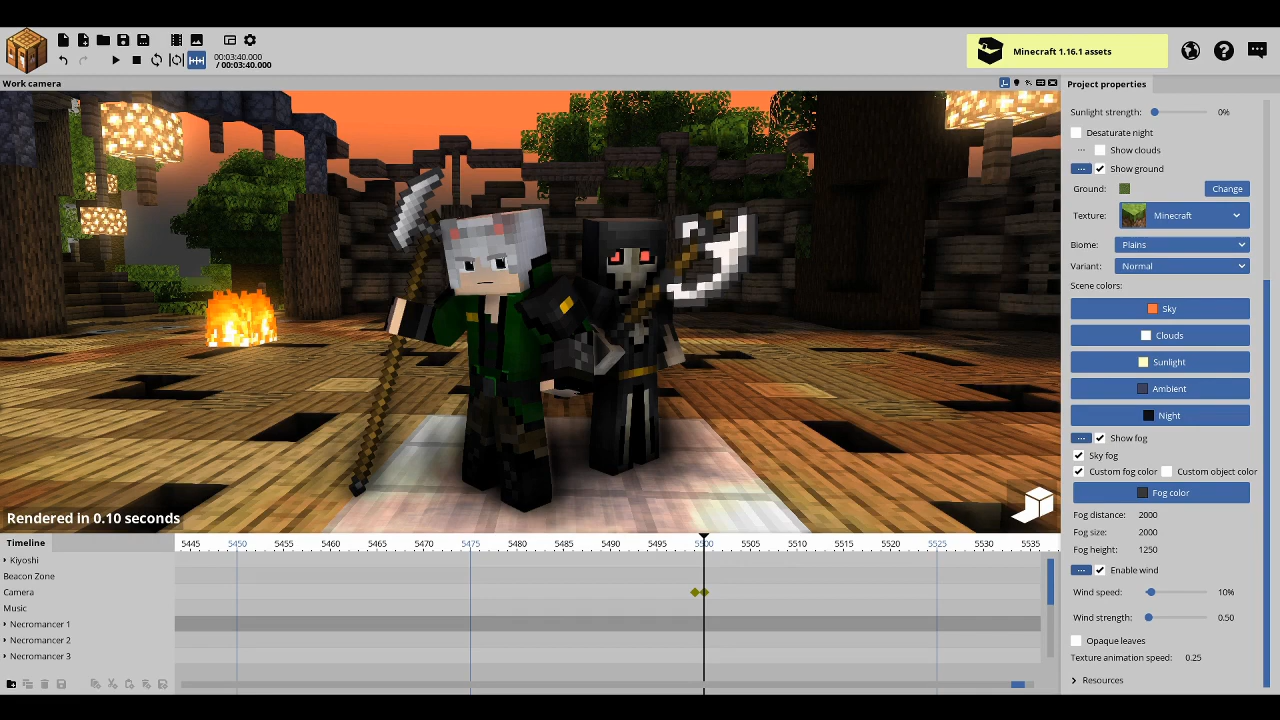 00:03:40.000
/ 00:03:40.000
Minecraft 1.16.1 assets
Work camera
Project properties
Sunlight strength: 0%
Desaturate night
Show clouds
Show ground
Ground: Change
Texture: Minecraft
Biome: Plains
Variant: Normal
Scene colors:
Sky
Clouds
Sunlight
Ambient
Night
Show fog
Sky fog
Custom fog color Custom object color
Fog color
Fog distance: 2000
Fog size: 2000
Fog height: 1250
Enable wind
Wind speed: 10%
Wind strength: 0.50
Opaque leaves
Texture animation speed: 0.25
Resources
Rendered in 0.10 seconds
Timeline
5445 5450 5455 5460 5465 5470 5475 5480 5485 5490 5495 5500 5505 5510 5515 5520 5525 5530 5535
Kiyoshi
Beacon Zone
Camera
Music
Necromancer 1
Necromancer 2
Necromancer 3